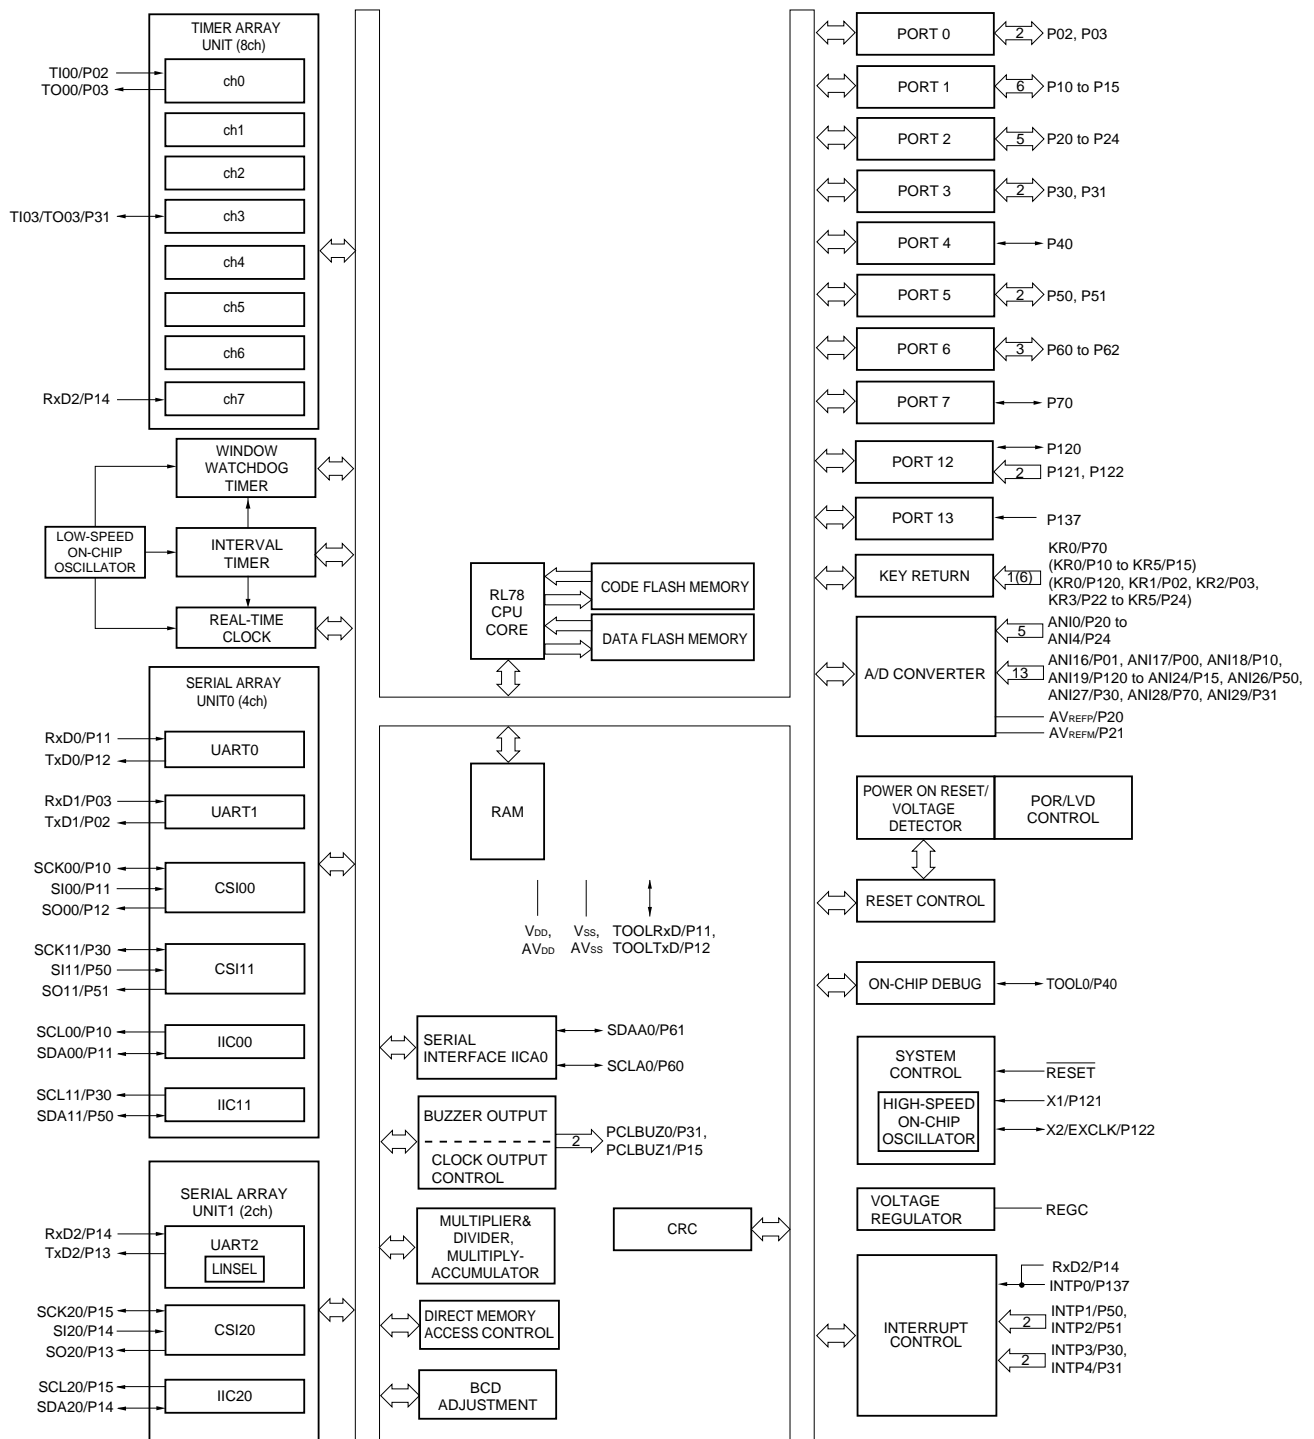 TIMER ARRAY
UNIT (8ch)
TI00/P02
TO00/P03
ch0
ch1
ch2
TI03/TO03/P31
ch3
ch4
ch5
ch6
RxD2/P14
ch7
WINDOW
WATCHDOG
TIMER
LOW-SPEED
ON-CHIP
OSCILLATOR
INTERVAL
TIMER
REAL-TIME
CLOCK
SERIAL ARRAY
UNIT0 (4ch)
RxD0/P11
TxD0/P12
UART0
RxD1/P03
TxD1/P02
UART1
SCK00/P10
SI00/P11
SO00/P12
CSI00
SCK11/P30
SI11/P50
SO11/P51
CSI11
SCL00/P10
SDA00/P11
IIC00
SCL11/P30
SDA11/P50
IIC11
SERIAL ARRAY
UNIT1 (2ch)
RxD2/P14
TxD2/P13
UART2
LINSEL
SCK20/P15
SI20/P14
SO20/P13
CSI20
SCL20/P15
SDA20/P14
IIC20
RL78
CPU
CORE
CODE FLASH MEMORY
DATA FLASH MEMORY
RAM
VDD,
AVDD
VSS,
AVSS
TOOLRxD/P11,
TOOLTxD/P12
SERIAL
INTERFACE IICA0
SDAA0/P61
SCLA0/P60
BUZZER OUTPUT
CLOCK OUTPUT
CONTROL
2
PCLBUZ0/P31,
PCLBUZ1/P15
MULTIPLIER&
DIVIDER,
MULITIPLY-
ACCUMULATOR
CRC
DIRECT MEMORY
ACCESS CONTROL
BCD
ADJUSTMENT
PORT 0
2
P02, P03
PORT 1
6
P10 to P15
PORT 2
5
P20 to P24
PORT 3
2
P30, P31
PORT 4
P40
PORT 5
2
P50, P51
PORT 6
3
P60 to P62
PORT 7
P70
PORT 12
P120
2
P121, P122
PORT 13
P137
KEY RETURN
1(6)
KR0/P70
(KR0/P10 to KR5/P15)
(KR0/P120, KR1/P02, KR2/P03,
KR3/P22 to KR5/P24)
A/D CONVERTER
5
ANI0/P20 to
ANI4/P24
13
ANI16/P01, ANI17/P00, ANI18/P10,
ANI19/P120 to ANI24/P15, ANI26/P50,
ANI27/P30, ANI28/P70, ANI29/P31
AVREFP/P20
AVREFM/P21
POWER ON RESET/
VOLTAGE
DETECTOR
POR/LVD
CONTROL
RESET CONTROL
ON-CHIP DEBUG
TOOL0/P40
SYSTEM
CONTROL
HIGH-SPEED
ON-CHIP
OSCILLATOR
RESET
X1/P121
X2/EXCLK/P122
VOLTAGE
REGULATOR
REGC
INTERRUPT
CONTROL
RxD2/P14
INTP0/P137
2
INTP1/P50,
INTP2/P51
2
INTP3/P30,
INTP4/P31